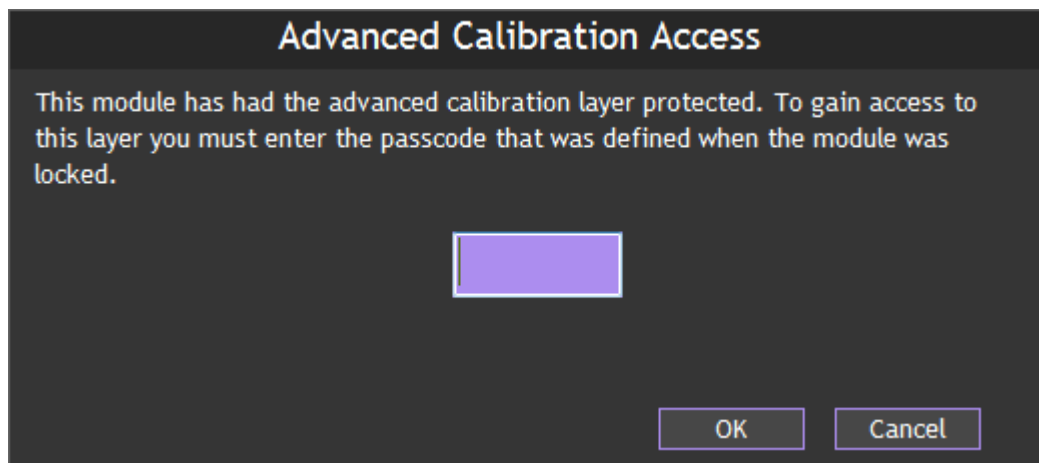 Advanced Calibration Access
This module has had the advanced calibration layer protected. To gain access to
this layer you must enter the passcode that was defined when the module was
locked.
OK
Cancel